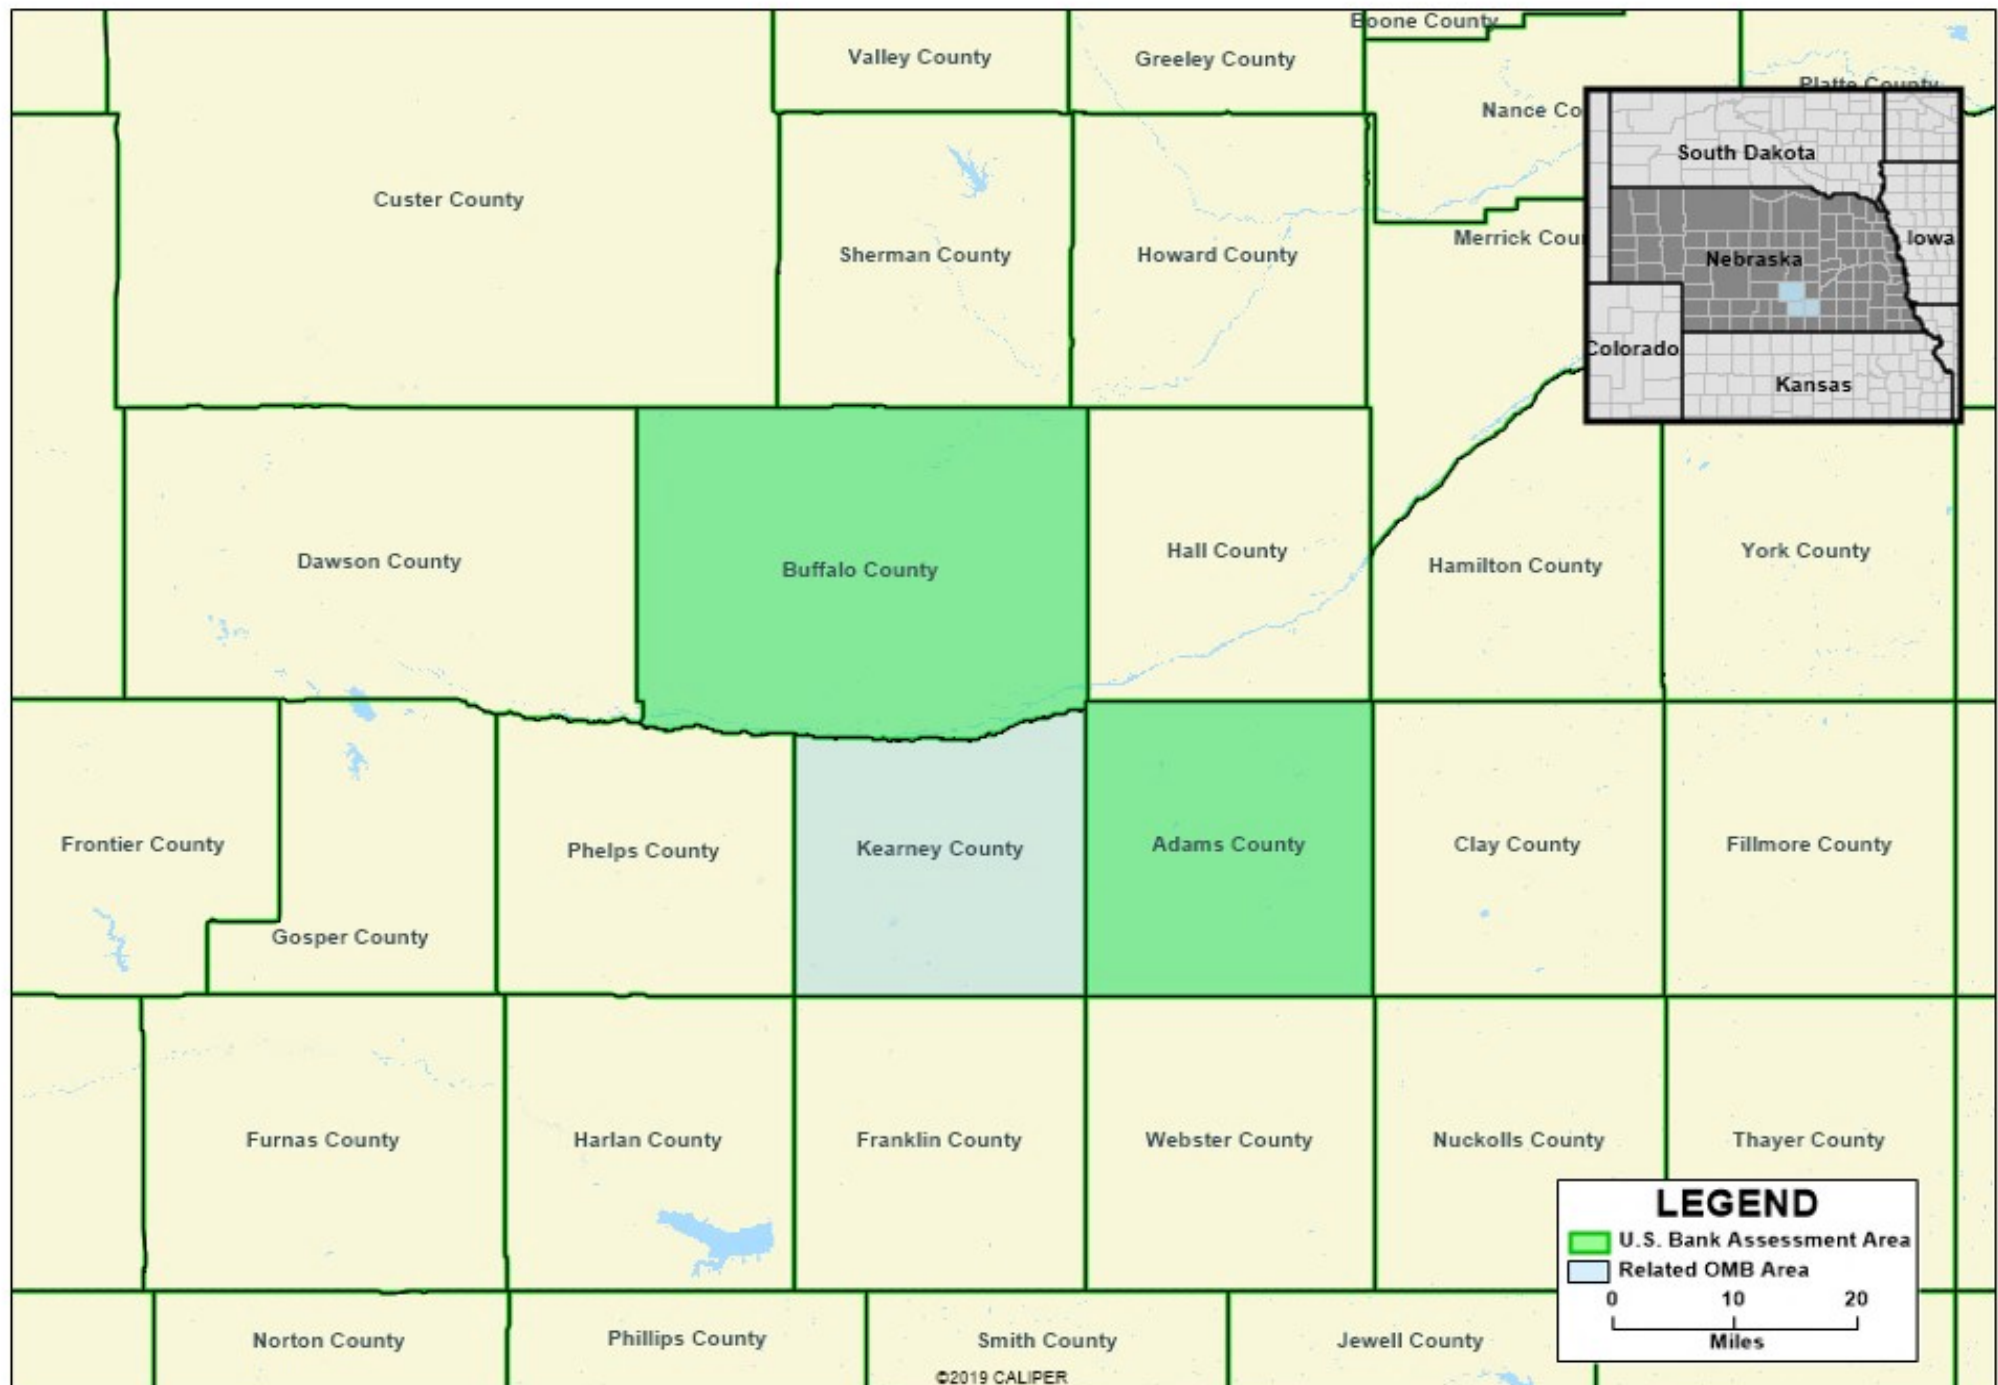 Boone County
Valley County
Greeley County
Platte County
Nance Co
South Dakota
Custer County
Sherman County
Howard County
Merrick Cou
Iowa
Nebraska
Colorado
Kansas
Dawson County
Buffalo County
Hall County
Hamilton County
York County
Frontier County
Phelps County
Kearney County
Adams County
Clay County
Fillmore County
Gosper County
Furnas County
Harlan County
Franklin County
Webster County
Nuckolls County
Thayer County
LEGEND
U.S. Bank Assessment Area
Related OMB Area
0 10 20
Miles
Norton County
Phillips County
Smith County
Jewell County
©2019 CALIPER